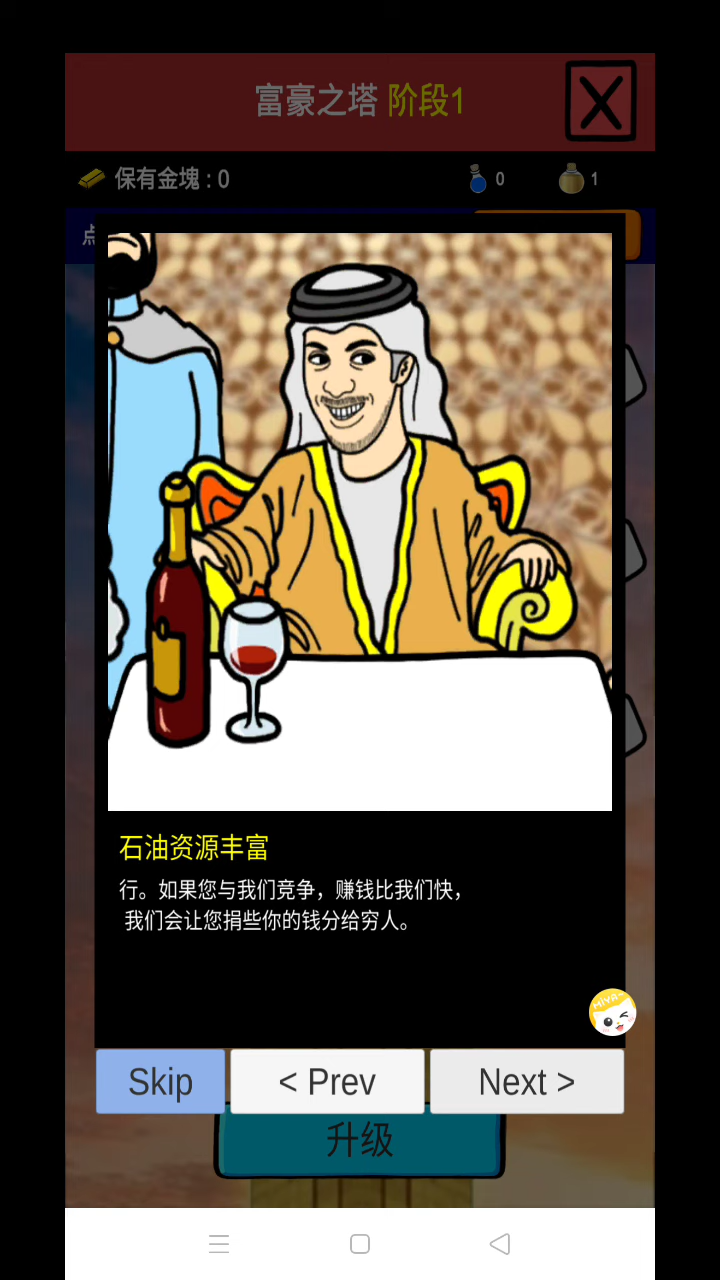 富豪之塔 阶段1
保有金塊 : 0
0
1
点
石油资源丰富
行。如果您与我们竞争，赚钱比我们快，
我们会让您捐些你的钱分给穷人。
MIYA
Skip
< Prev
Next >
升级